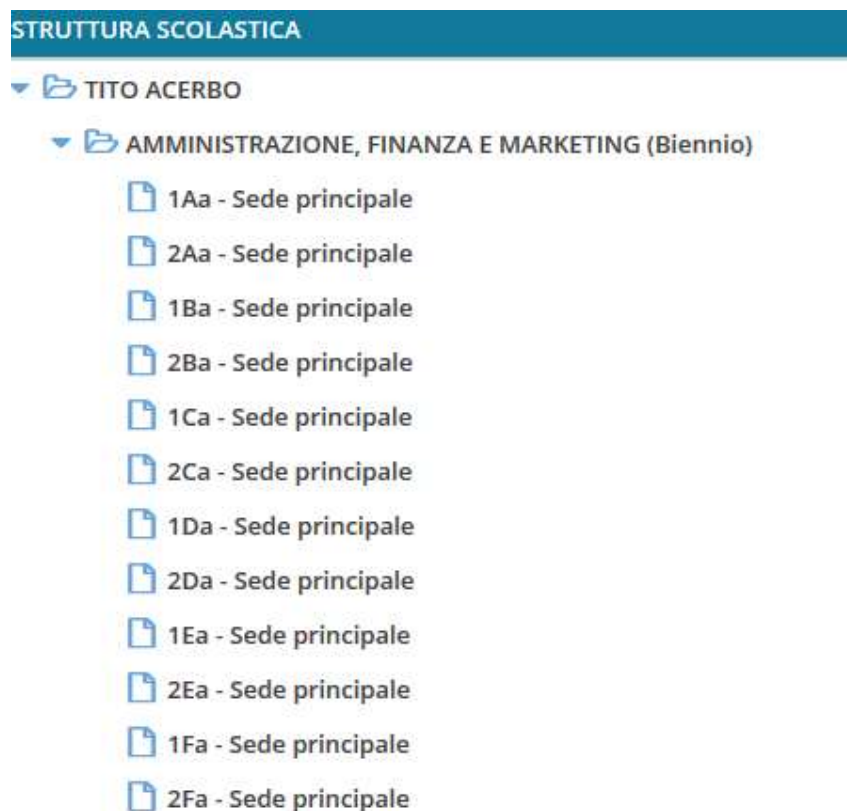 STRUTTURA SCOLASTICA
TITO ACERBO
AMMINISTRAZIONE, FINANZA E MARKETING (Biennio)
1Aa - Sede principale
2Aa - Sede principale
1Ba - Sede principale
2Ba - Sede principale
1Ca - Sede principale
2Ca - Sede principale
1Da - Sede principale
2Da - Sede principale
1Ea - Sede principale
2Ea - Sede principale
1Fa - Sede principale
2Fa - Sede principale